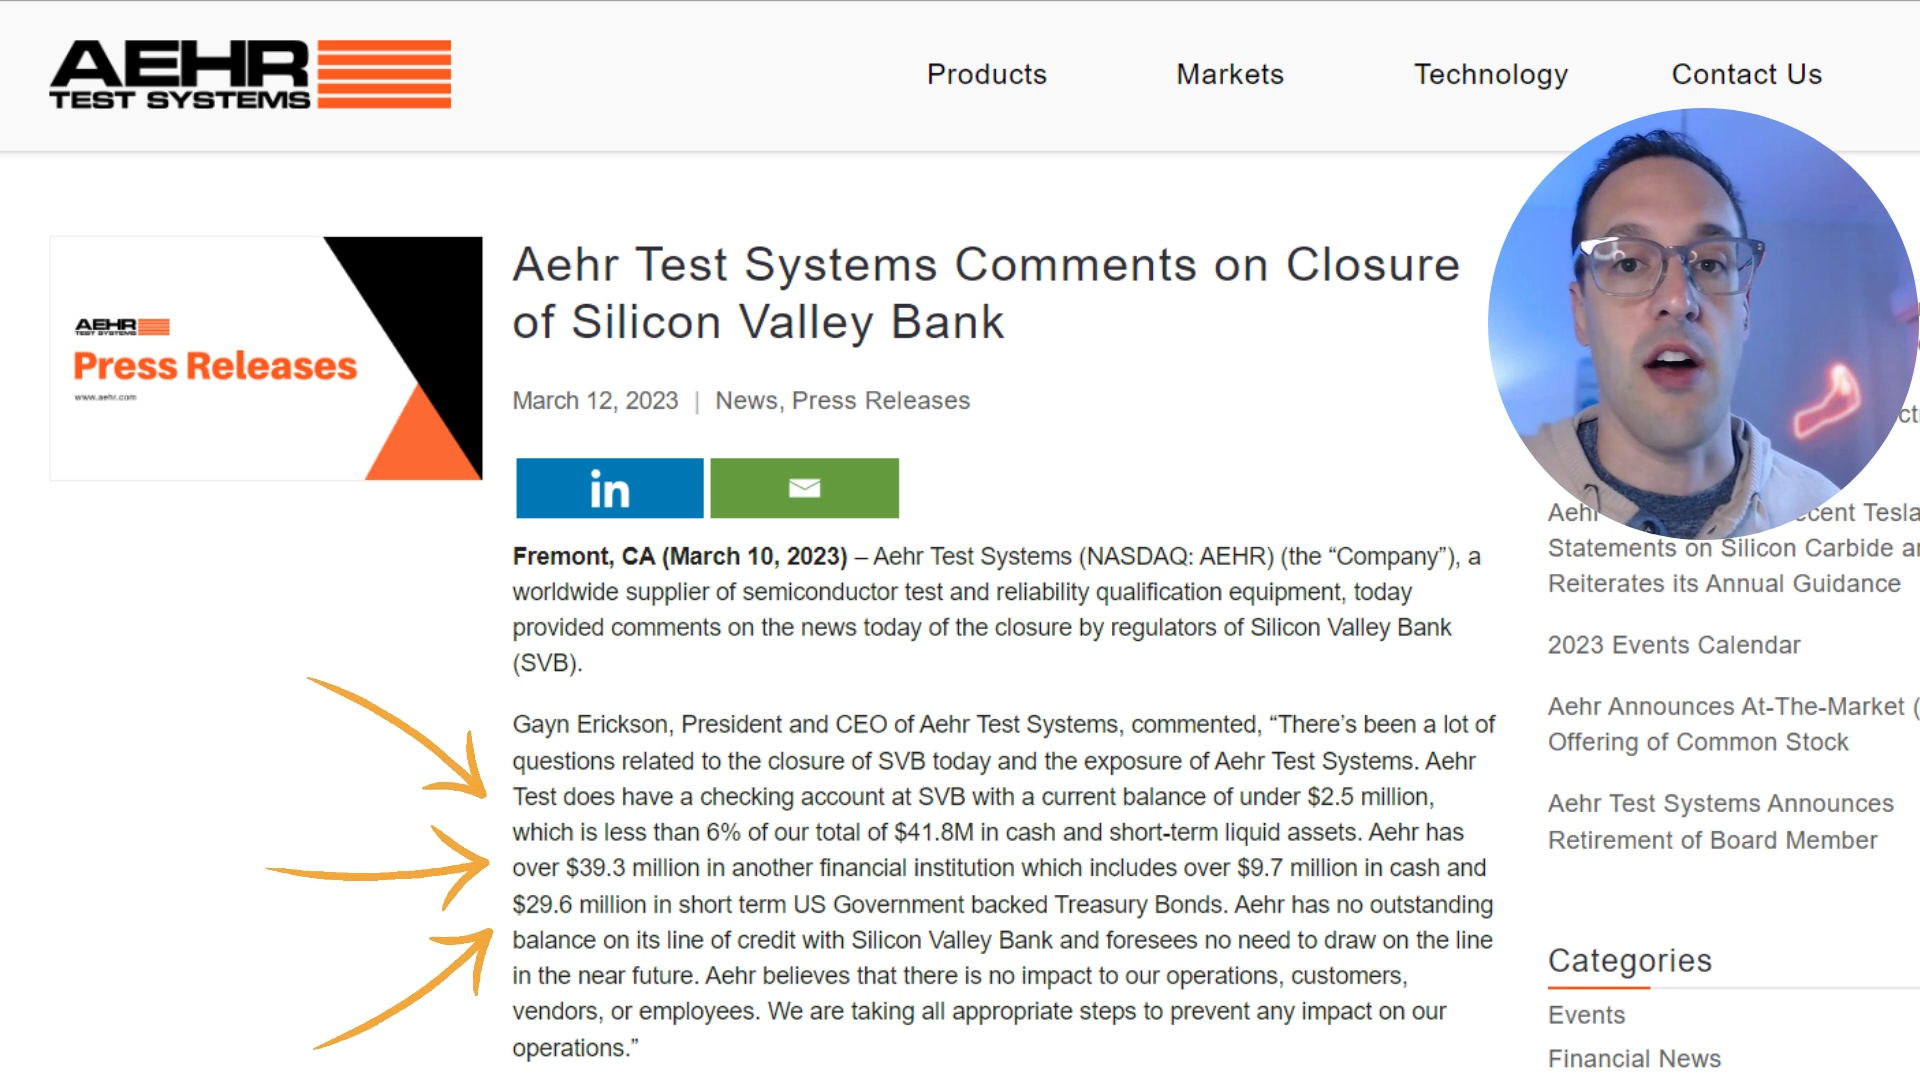 AEHR
TEST SYSTEMS
Products
Markets
Technology
Contact Us
AEHR
TEST SYSTEMS
Press Releases
www.aehr.com
Aehr Test Systems Comments on Closure
of Silicon Valley Bank
March 12, 2023 | News, Press Releases
in
Fremont, CA (March 10, 2023) – Aehr Test Systems (NASDAQ: AEHR) (the “Company”), a
worldwide supplier of semiconductor test and reliability qualification equipment, today
provided comments on the news today of the closure by regulators of Silicon Valley Bank
(SVB).
Gayn Erickson, President and CEO of Aehr Test Systems, commented, “There’s been a lot of
questions related to the closure of SVB today and the exposure of Aehr Test Systems. Aehr
Test does have a checking account at SVB with a current balance of under $2.5 million,
which is less than 6% of our total of $41.8M in cash and short-term liquid assets. Aehr has
over $39.3 million in another financial institution which includes over $9.7 million in cash and
$29.6 million in short term US Government backed Treasury Bonds. Aehr has no outstanding
balance on its line of credit with Silicon Valley Bank and foresees no need to draw on the line
in the near future. Aehr believes that there is no impact to our operations, customers,
vendors, or employees. We are taking all appropriate steps to prevent any impact on our
operations.”
Aehr Tesla
Statements on Silicon Carbide
Reiterates its Annual Guidance
2023 Events Calendar
Aehr Announces At-The-Market (
Offering of Common Stock
Aehr Test Systems Announces
Retirement of Board Member
Categories
Events
Financial News